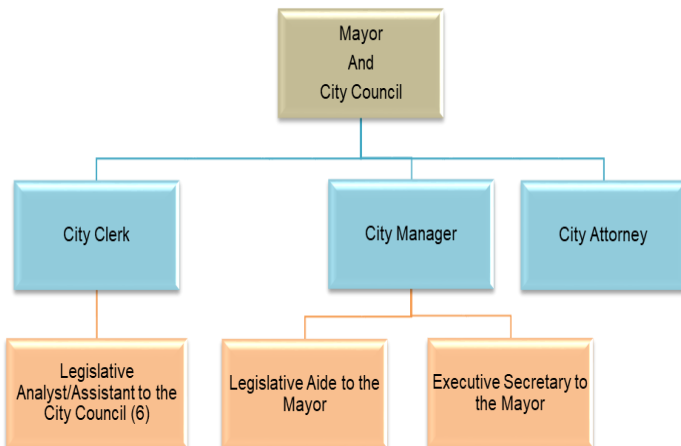 Mayor
And
City Council
City Clerk
City Manager
City Attorney
Legislative
Analyst/Assistant to the
City Council (6)
Legislative Aide to the
Mayor
Executive Secretary to
the Mayor